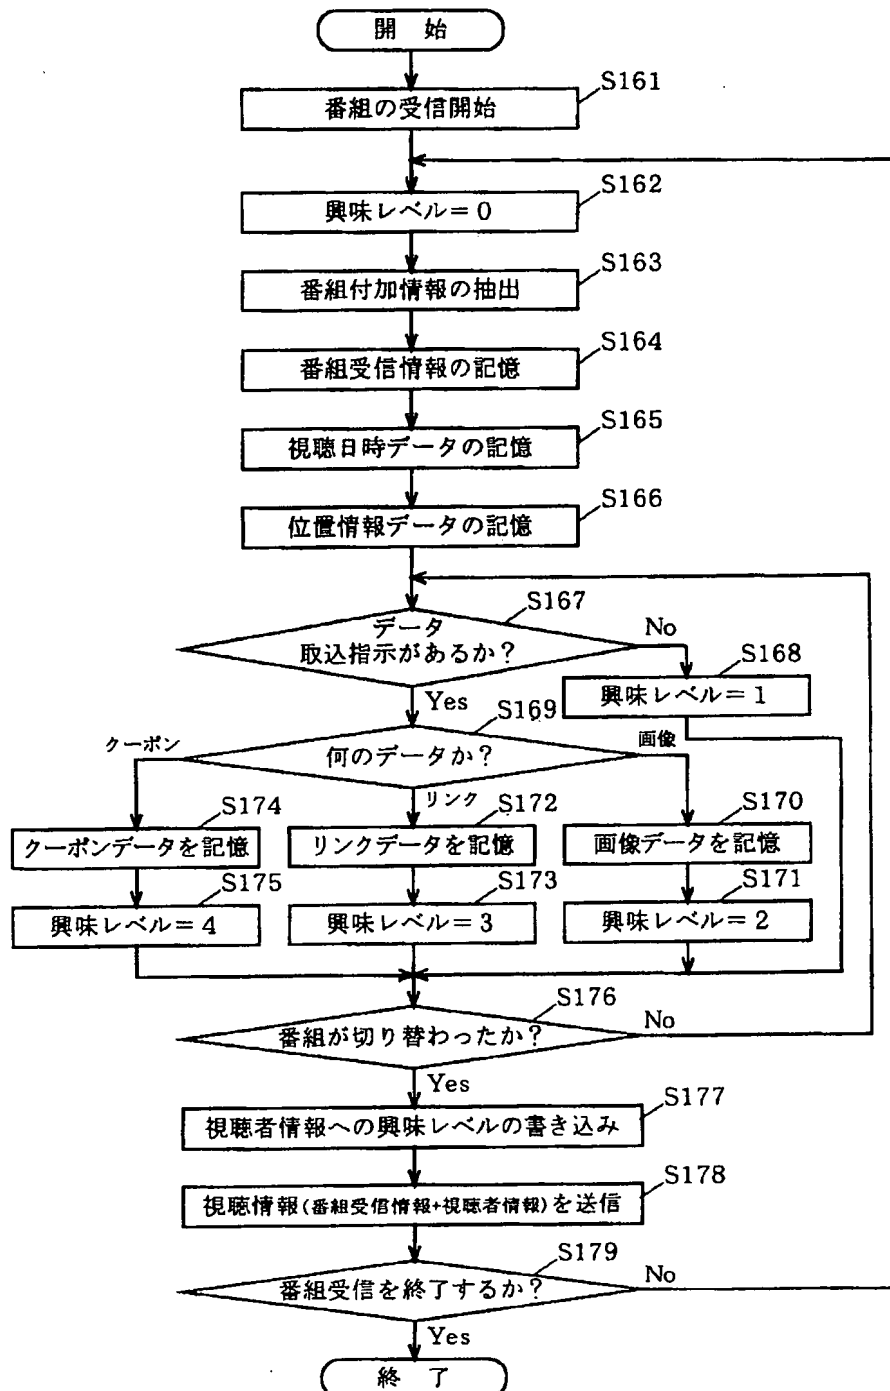 開 始
S161
番組の受信開始
S162
興味レベル＝0
S163
番組付加情報の抽出
S164
番組受信情報の記憶
S165
視聴日時データの記憶
S166
位置情報データの記憶
S167
データ
取込指示があるか？
No
S168
興味レベル＝1
Yes
S169
何のデータか？
クーポン
リンク
画像
S174
クーポンデータを記憶
S172
リンクデータを記憶
S170
画像データを記憶
S175
興味レベル＝4
S173
興味レベル＝3
S171
興味レベル＝2
S176
番組が切り替わったか？
No
Yes
S177
視聴者情報への興味レベルの書き込み
S178
視聴情報(番組受信情報+視聴者情報)を送信
S179
番組受信を終了するか？
No
Yes
終 了